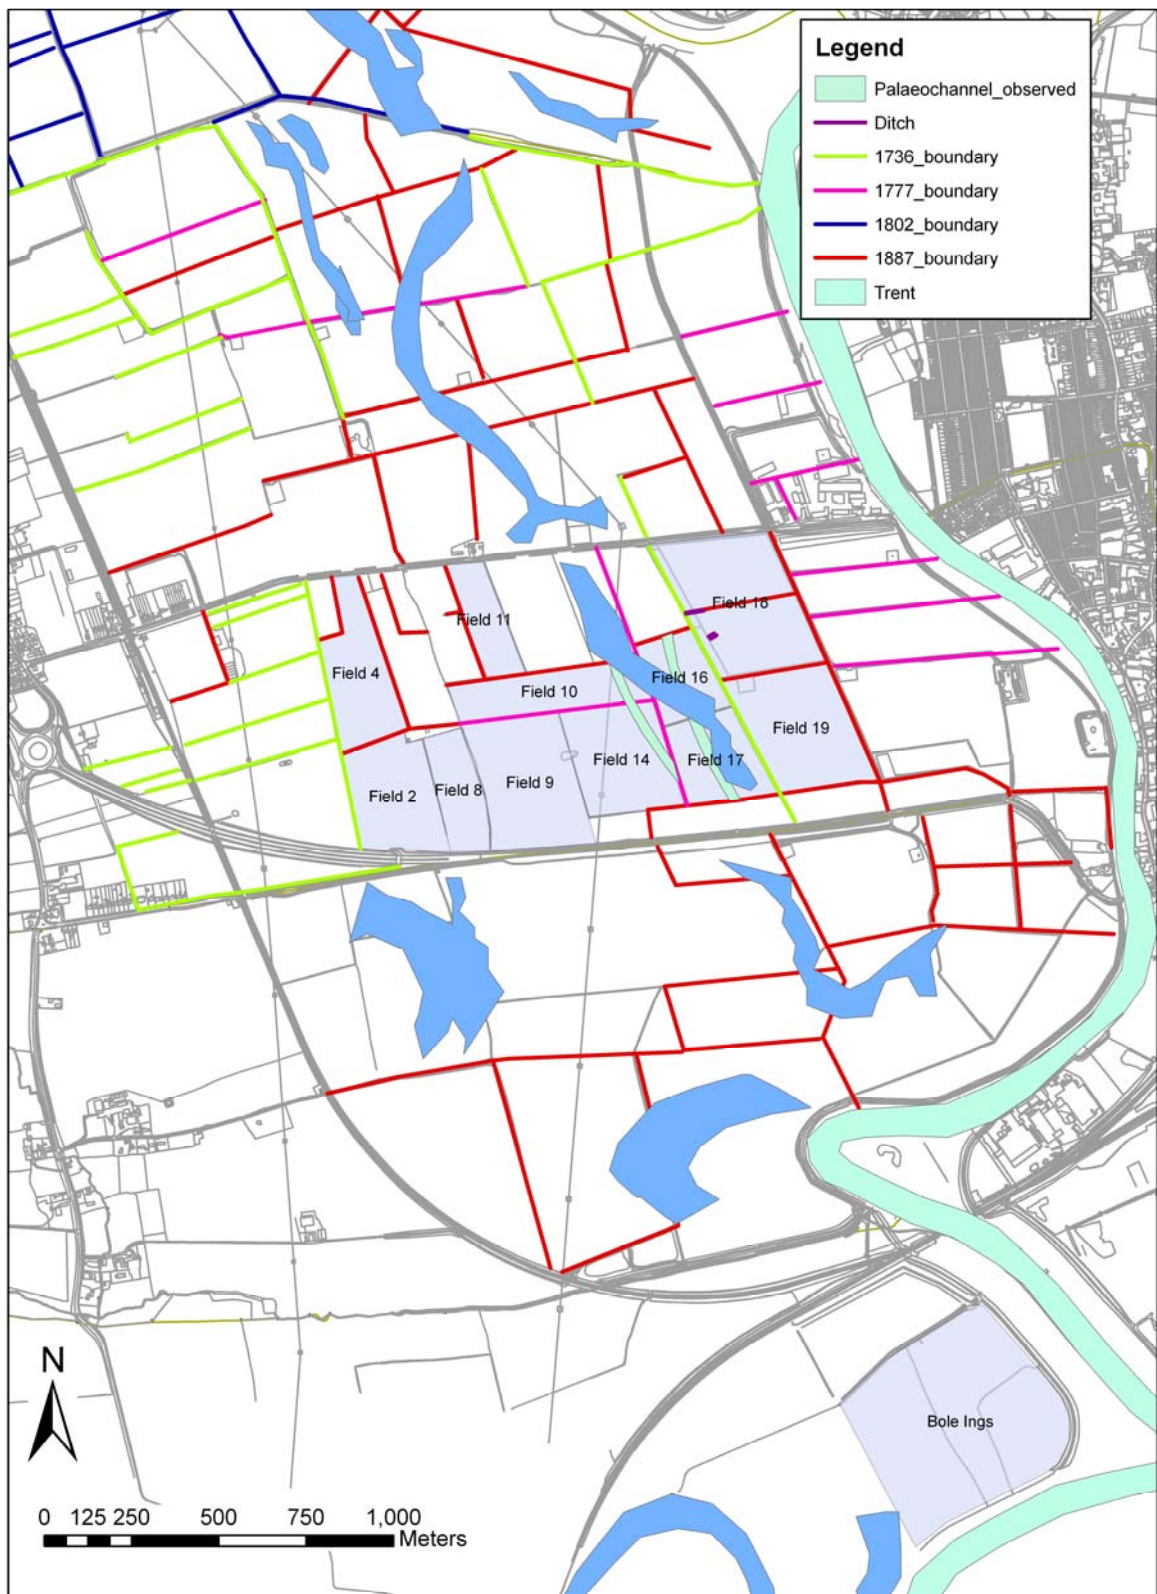 Legend
Palaeochannel_observed
Ditch
1736_boundary
1777_boundary
1802_boundary
1887_boundary
Trent
Field 18
Field 11
Field 4
Field 16
Field 10
Field 19
Field 14
Field 17
Field 9
Field 8
Field 2
N
Bole Ings
0 125 250 500 750 1,000
Meters